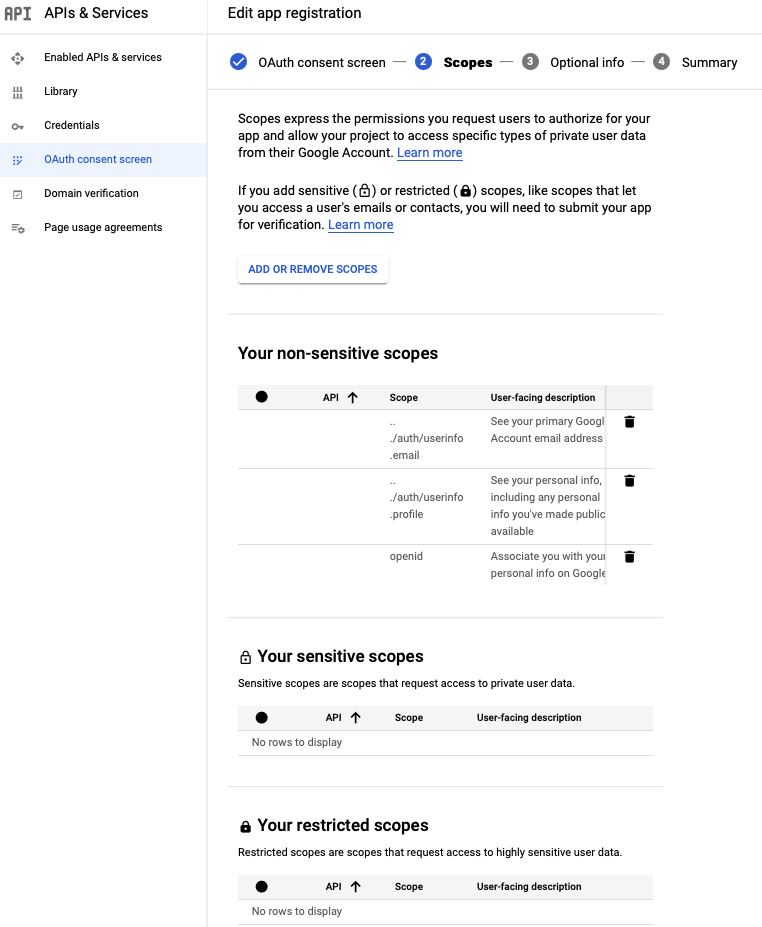 API APIs & Services
Edit app registration
Enabled APIs & services
Library
Credentials
OAuth consent screen
Domain verification
Page usage agreements
OAuth consent screen — 2 Scopes — 3 Optional info — 4 Summary
Scopes express the permissions you request users to authorize for your
app and allow your project to access specific types of private user data
from their Google Account. Learn more
If you add sensitive ( ) or restricted ( ) scopes, like scopes that let
you access a user's emails or contacts, you will need to submit your app
for verification. Learn more
ADD OR REMOVE SCOPES
Your non-sensitive scopes
API Scope User-facing description
..
./auth/userinfo
.email
See your primary Googl
Account email address
..
./auth/userinfo
.profile
See your personal info,
including any personal
info you've made public
available
openid
Associate you with your
personal info on Google
Your sensitive scopes
Sensitive scopes are scopes that request access to private user data.
API Scope User-facing description
No rows to display
Your restricted scopes
Restricted scopes are scopes that request access to highly sensitive user data.
API Scope User-facing description
No rows to display